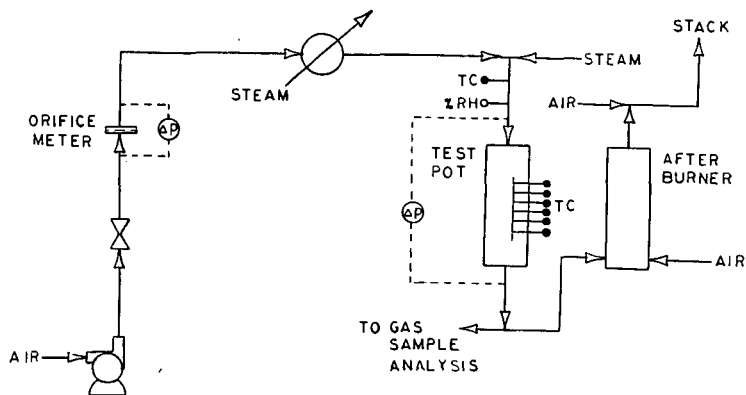 STACK
STEAM
STEAM
TC
%RH
AIR
ORIFICE
METER
ΔP
TEST
POT
AFTER
BURNER
TC
ΔP
AIR
TO GAS
SAMPLE
ANALYSIS
AIR